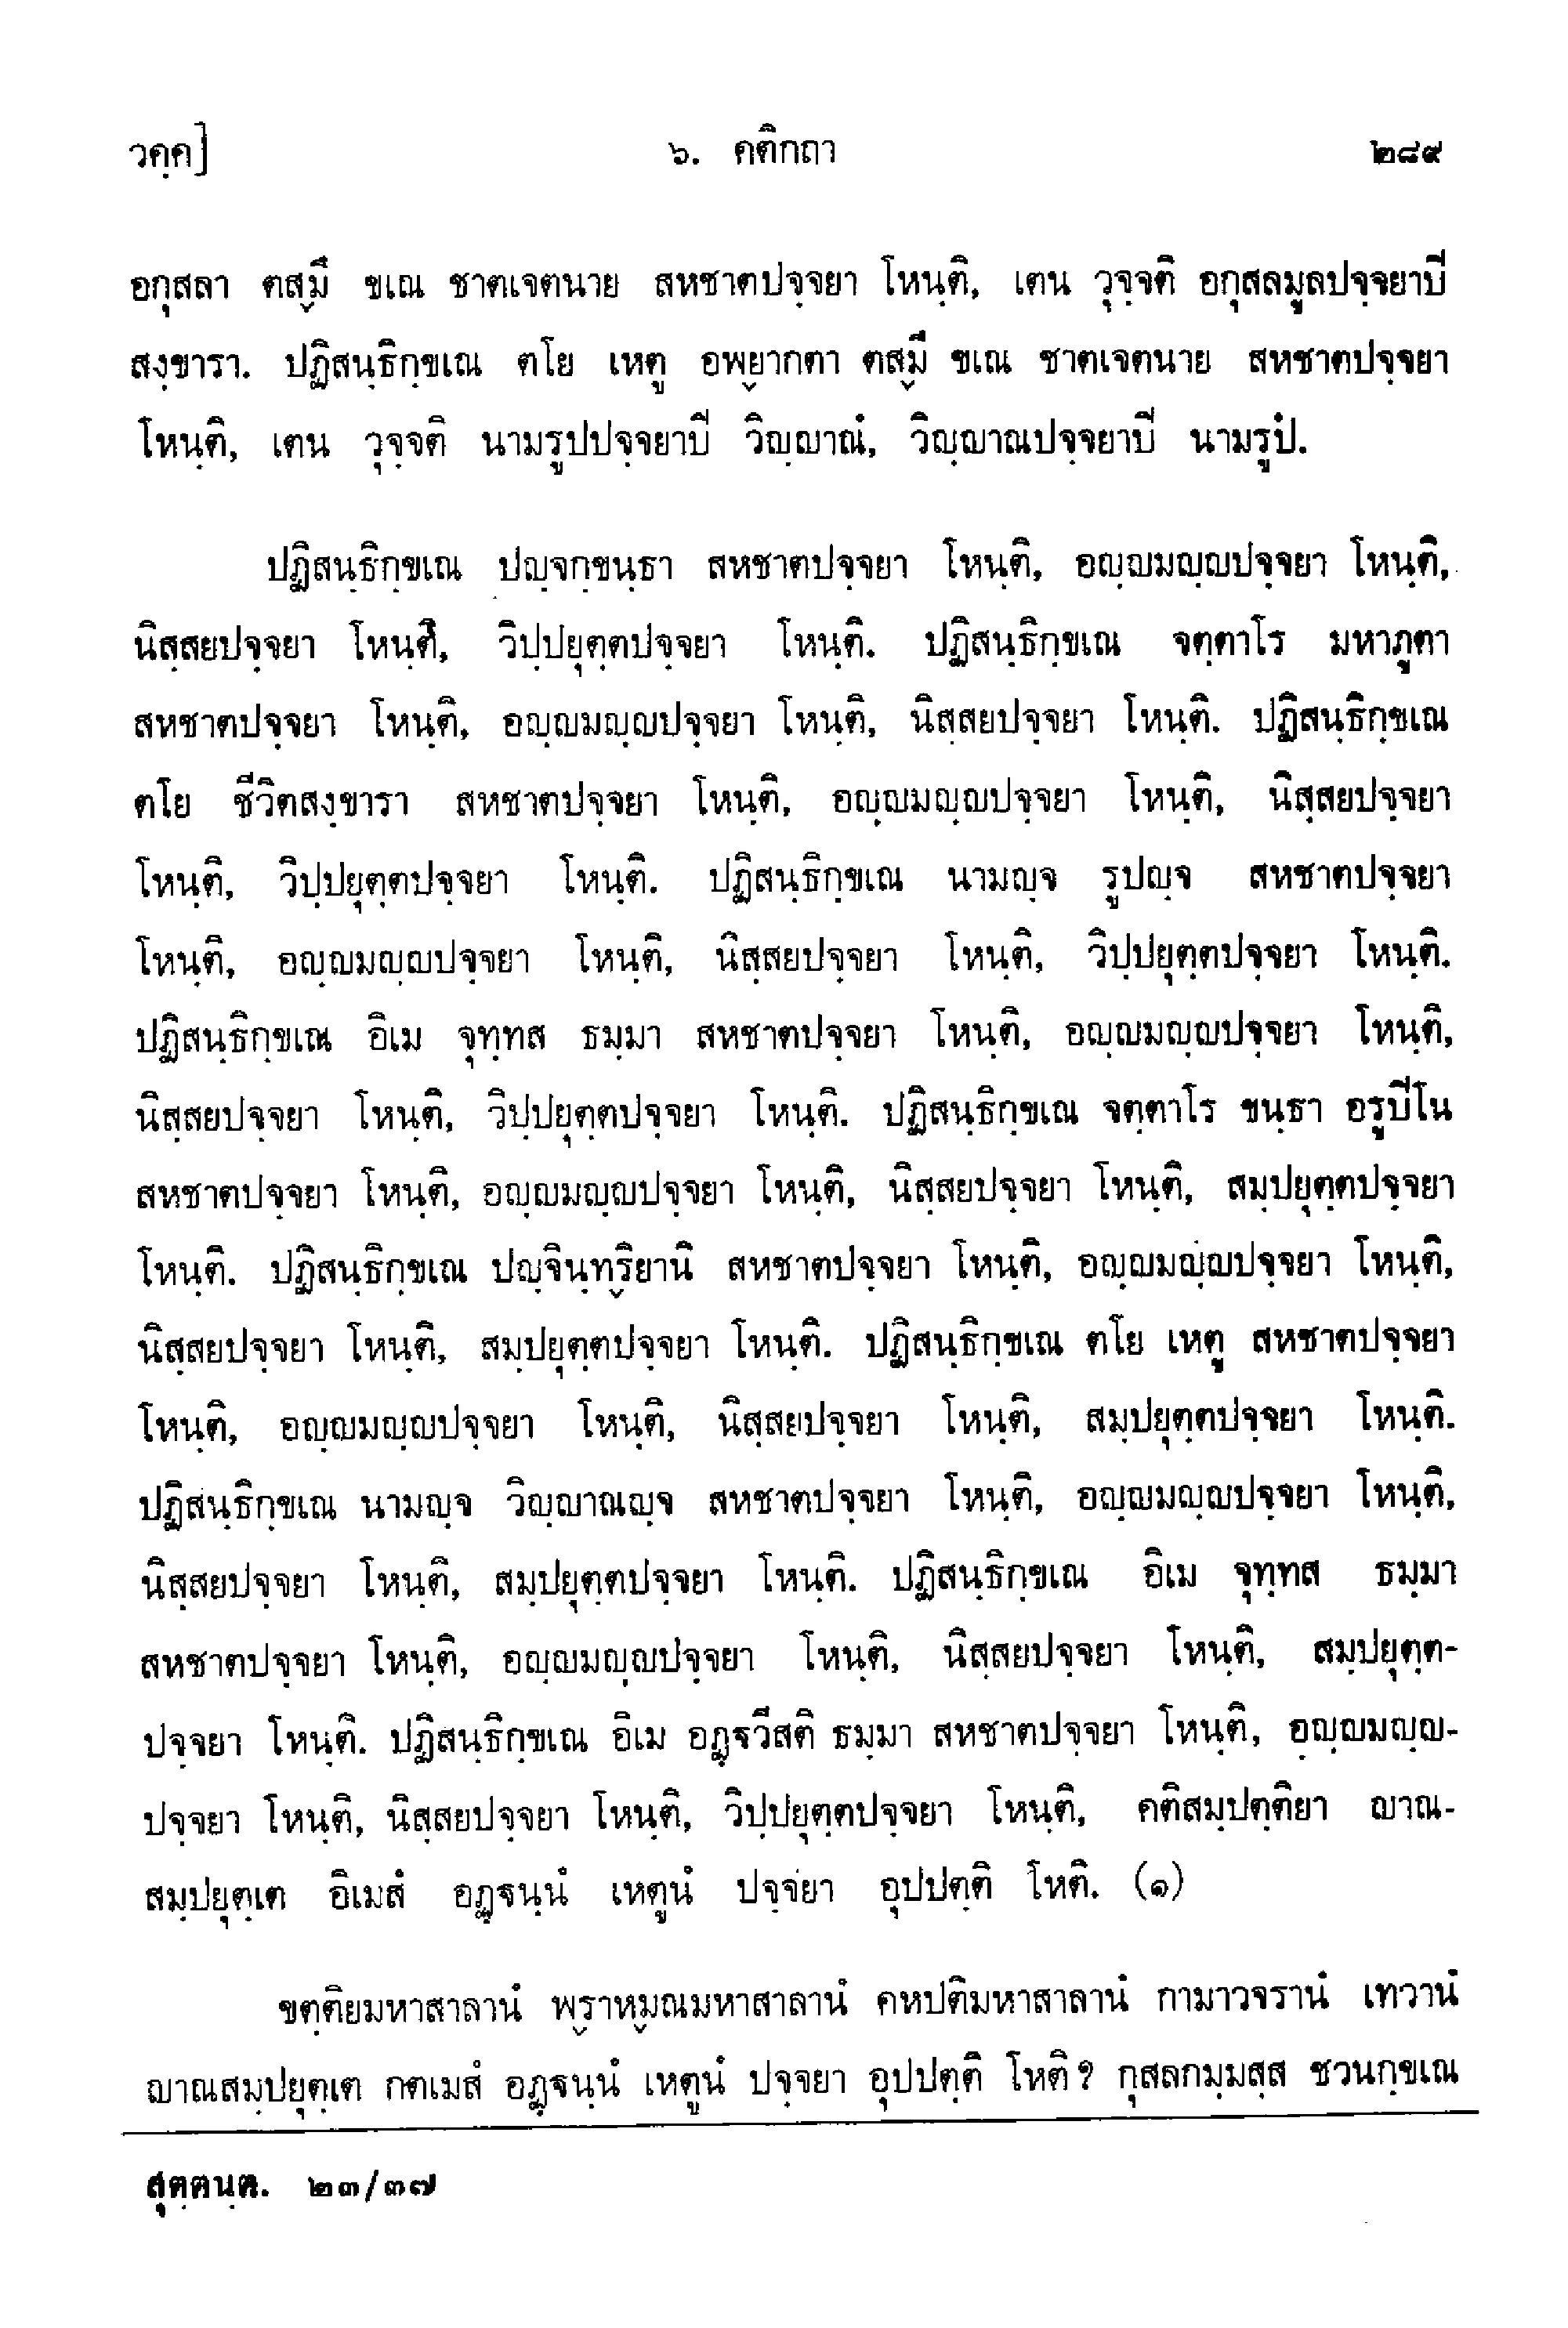 วคฺค]
๖. คติกถา
๒๘๙
อกุสลา ตสฺมึ ขเณ ชาตเจตนาย สหชาตปจฺจยา โหนฺติ, เตน วุจฺจติ อกุสลมูลปจฺจยาปิ
สงฺขารา. ปฏิสนฺธิกฺขเณ ตโย เหตู อพฺยากตา ตสฺมึ ขเณ ชาตเจตนาย สหชาตปจฺจยา
โหนฺติ, เตน วุจฺจติ นามรูปปจฺจยาปิ วิญฺญาณํ, วิญฺญาณปจฺจยาปิ นามรูปํ.
ปฏิสนฺธิกฺขเณ ปญฺจกฺขนฺธา สหชาตปจฺจยา โหนฺติ, อญฺญมญฺญปจฺจยา โหนฺติ,
นิสฺสยปจฺจยา โหนฺติ, วิปฺปยุตฺตปจฺจยา โหนฺติ. ปฏิสนฺธิกฺขเณ จตฺตาโร มหาภูตา
สหชาตปจฺจยา โหนฺติ, อญฺญมญฺญปจฺจยา โหนฺติ, นิสฺสยปจฺจยา โหนฺติ. ปฏิสนฺธิกฺขเณ
ตโย ชีวิตสงฺขารา สหชาตปจฺจยา โหนฺติ, อญฺญมญฺญปจฺจยา โหนฺติ, นิสฺสยปจฺจยา
โหนฺติ, วิปฺปยุตฺตปจฺจยา โหนฺติ. ปฏิสนฺธิกฺขเณ นามญฺจ รูปญฺจ สหชาตปจฺจยา
โหนฺติ, อญฺญมญฺญปจฺจยา โหนฺติ, นิสฺสยปจฺจยา โหนฺติ, วิปฺปยุตฺตปจฺจยา โหนฺติ.
ปฏิสนฺธิกฺขเณ อิเม จุทฺทส ธมฺมา สหชาตปจฺจยา โหนฺติ, อญฺญมญฺญปจฺจยา โหนฺติ,
นิสฺสยปจฺจยา โหนฺติ, วิปฺปยุตฺตปจฺจยา โหนฺติ. ปฏิสนฺธิกฺขเณ จตฺตาโร ขนฺธา อรูปิโน
สหชาตปจฺจยา โหนฺติ, อญฺญมญฺญปจฺจยา โหนฺติ, นิสฺสยปจฺจยา โหนฺติ, สมฺปยุตฺตปจฺจยา
โหนฺติ. ปฏิสนฺธิกฺขเณ ปญฺจินฺทฺริยานิ สหชาตปจฺจยา โหนฺติ, อญฺญมญฺญปจฺจยา โหนฺติ,
นิสฺสยปจฺจยา โหนฺติ, สมฺปยุตฺตปจฺจยา โหนฺติ. ปฏิสนฺธิกฺขเณ ตโย เหตู สหชาตปจฺจยา
โหนฺติ, อญฺญมญฺญปจฺจยา โหนฺติ, นิสฺสยปจฺจยา โหนฺติ, สมฺปยุตฺตปจฺจยา โหนฺติ.
ปฏิสนฺธิกฺขเณ นามญฺจ วิญฺญาณญฺจ สหชาตปจฺจยา โหนฺติ, อญฺญมญฺญปจฺจยา โหนฺติ,
นิสฺสยปจฺจยา โหนฺติ, สมฺปยุตฺตปจฺจยา โหนฺติ. ปฏิสนฺธิกฺขเณ อิเม จุทฺทส ธมฺมา
สหชาตปจฺจยา โหนฺติ, อญฺญมญฺญปจฺจยา โหนฺติ, นิสฺสยปจฺจยา โหนฺติ, สมฺปยุตฺต-
ปจฺจยา โหนฺติ. ปฏิสนฺธิกฺขเณ อิเม อฏฺฐวีสติ ธมฺมา สหชาตปจฺจยา โหนฺติ, อญฺญมญฺญ-
ปจฺจยา โหนฺติ, นิสฺสยปจฺจยา โหนฺติ, วิปฺปยุตฺตปจฺจยา โหนฺติ, คติสมฺปตฺติยา ญาณ-
สมฺปยุตฺเต อิเมสํ อฏฺฐนฺนํ เหตูนํ ปจฺจยา อุปปตฺติ โหติ. (๑)
ขตฺติยมหาสาลานํ พฺราหฺมณมหาสาลานํ คหปติมหาสาลานํ กามาวจรานํ เทวานํ
ญาณสมฺปยุตฺเต กตเมสํ อฏฺฐนฺนํ เหตูนํ ปจฺจยา อุปปตฺติ โหติ? กุสลกมฺมสฺส ชวนกฺขเณ
สุตฺตนฺต. ๒๓/๓๗